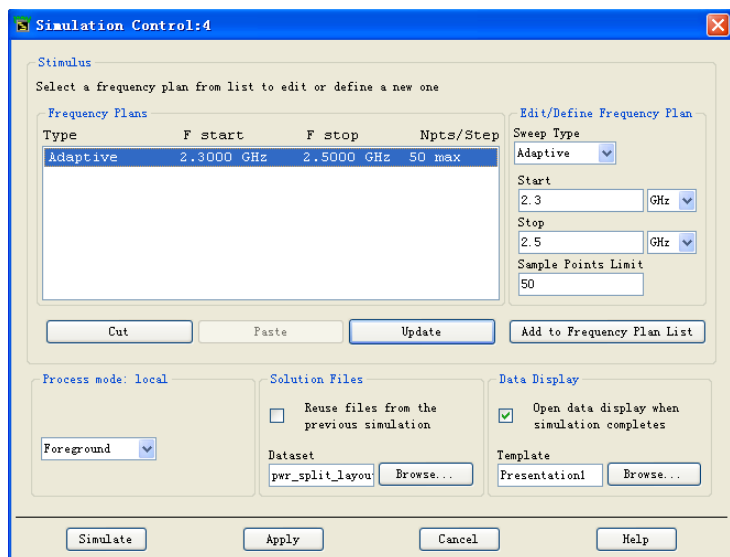 Simulation Control:4
Stimulus
Select a frequency plan from list to edit or define a new one
Frequency Plans
Type F start F stop Npts/Step
Adaptive 2.3000 GHz 2.5000 GHz 50 max
Edit/Define Frequency Plan
Sweep Type
Adaptive
Start
2.3 GHz
Stop
2.5 GHz
Sample Points Limit
50
Cut Paste Update Add to Frequency Plan List
Process mode: local
Foreground
Solution Files
Reuse files from the
previous simulation
Dataset
pwr_split_layou Browse...
Data Display
Open data display when
simulation completes
Template
Presentation1 Browse...
Simulate Apply Cancel Help